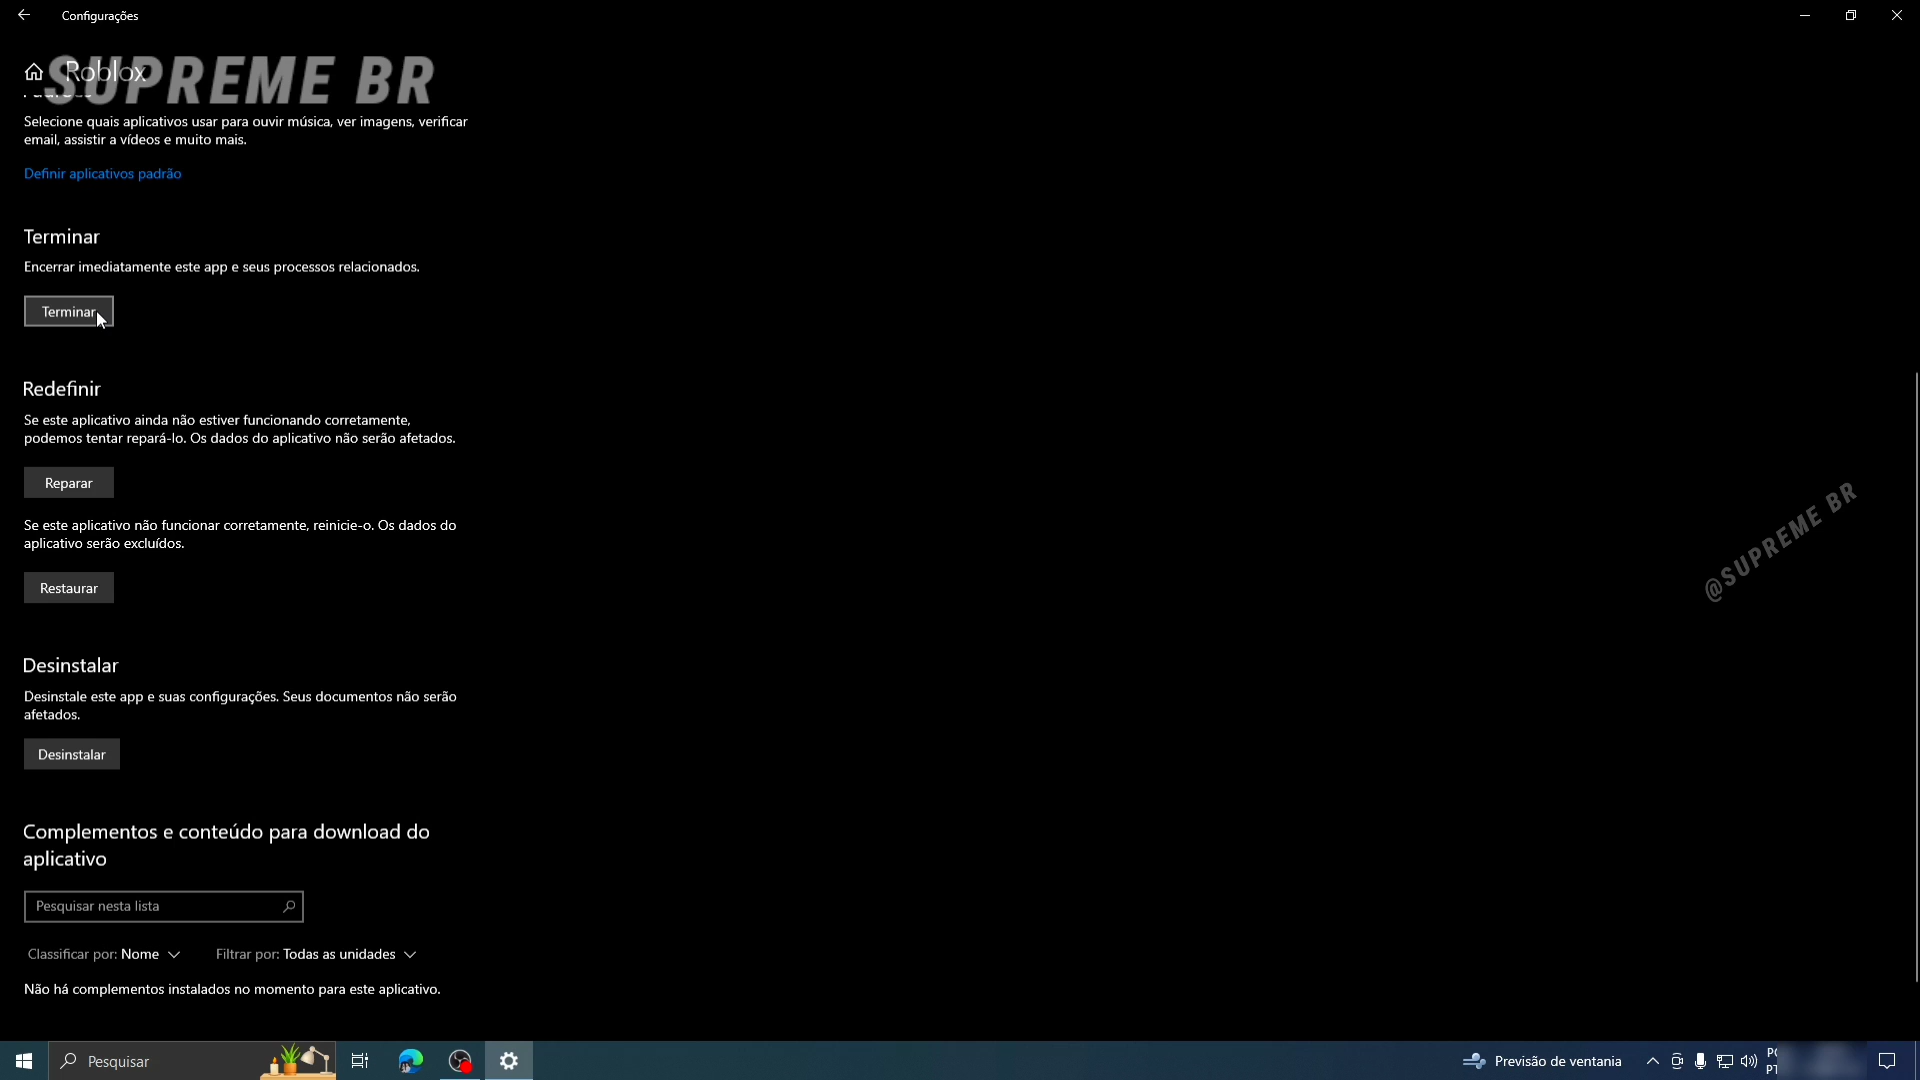 Configurações
Roblox
SUPREME BR
Selecione quais aplicativos usar para ouvir música, ver imagens, verificar
email, assistir a vídeos e muito mais.
Definir aplicativos padrão
Terminar
Encerrar imediatamente este app e seus processos relacionados.
Terminar
Redefinir
Se este aplicativo ainda não estiver funcionando corretamente,
podemos tentar repará-lo. Os dados do aplicativo não serão afetados.
Reparar
Se este aplicativo não funcionar corretamente, reinicie-o. Os dados do
aplicativo serão excluídos.
Restaurar
@SUPREME BR
Desinstalar
Desinstale este app e suas configurações. Seus documentos não serão
afetados.
Desinstalar
Complementos e conteúdo para download do
aplicativo
Pesquisar nesta lista
Classificar por: Nome Filtrar por: Todas as unidades
Não há complementos instalados no momento para este aplicativo.
Pesquisar
Previsão de ventania